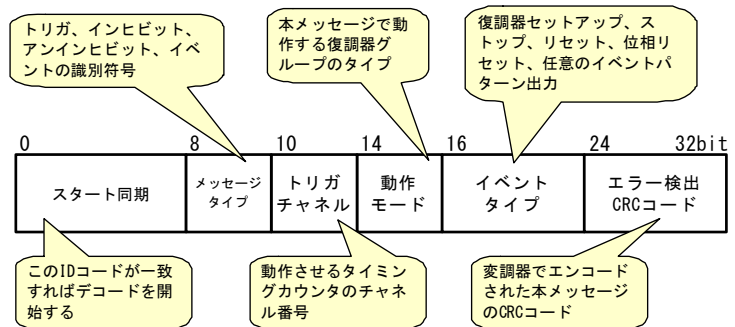 トリガ、インヒビット、
アンインヒビット、イベ
ントの識別符号
本メッセージで動
作する復調器グ
ループのタイプ
復調器セットアップ、ス
トップ、リセット、位相リ
セット、任意のイベントパ
ターン出力
0 8 10 14 16 24 32bit
スタート同期
メッセージ
タイプ
トリガ
チャネル
動作
モード
イベント
タイプ
エラー検出
CRCコード
このIDコードが一致
すればデコードを開
始する
動作させるタイミン
グカウンタのチャネ
ル番号
変調器でエンコード
された本メッセージ
のCRCコード